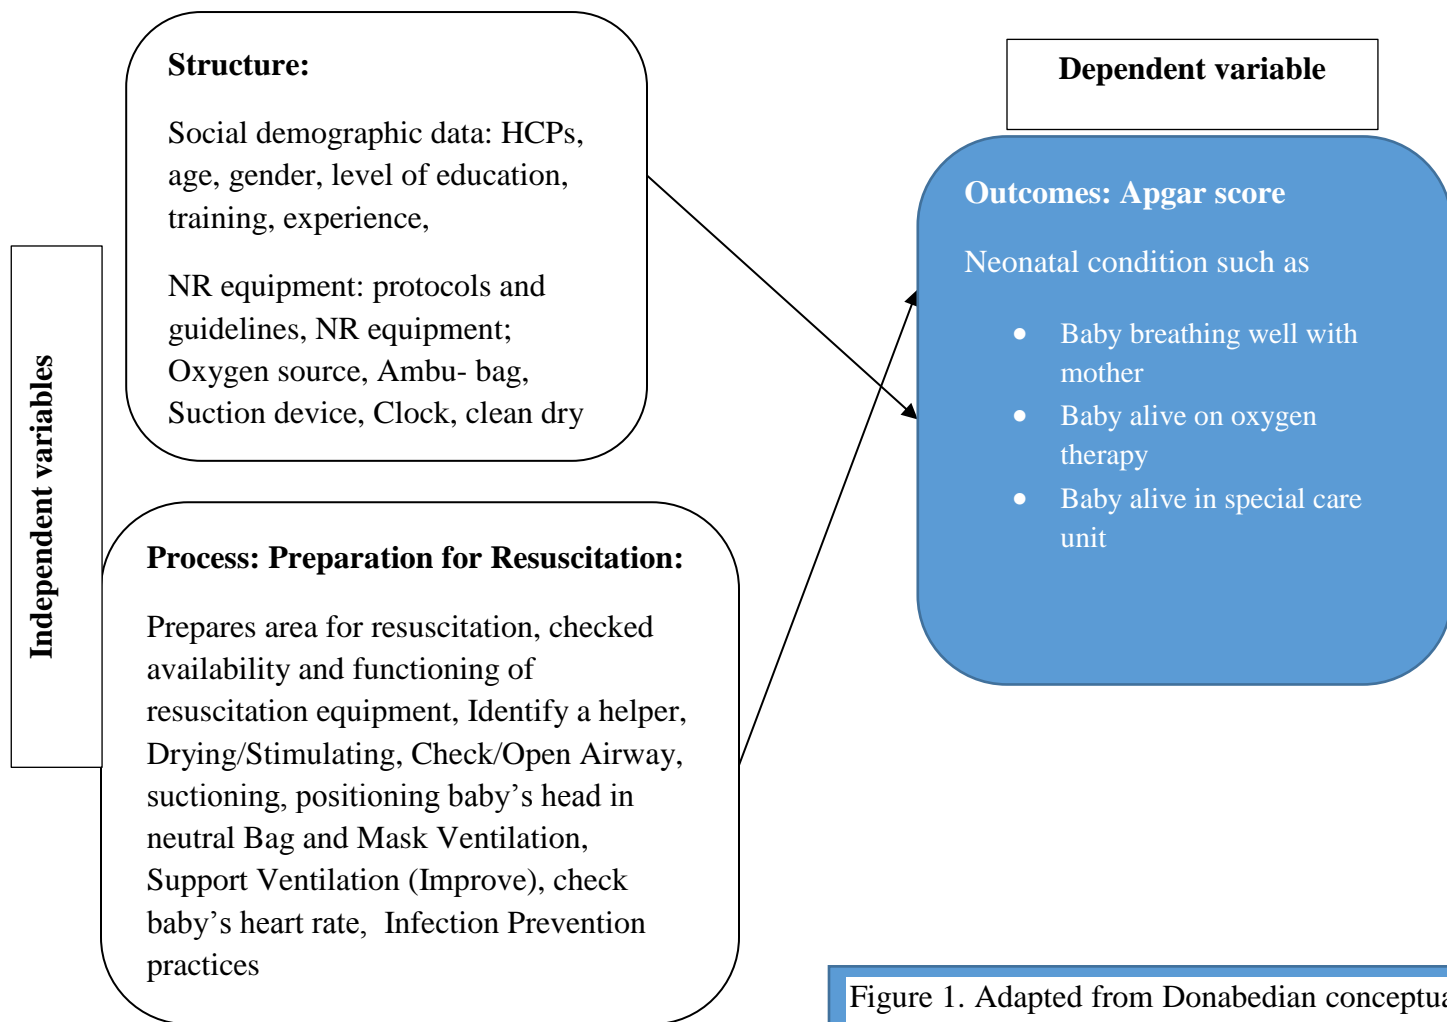 Structure:
Social demographic data: HCPs,
age, gender, level of education,
training, experience,
NR equipment: protocols and
guidelines, NR equipment;
Oxygen source, Ambu- bag,
Suction device, Clock, clean dry
Independent variables
Process: Preparation for Resuscitation:
Prepares area for resuscitation, checked
availability and functioning of
resuscitation equipment, Identify a helper,
Drying/Stimulating, Check/Open Airway,
suctioning, positioning baby’s head in
neutral Bag and Mask Ventilation,
Support Ventilation (Improve), check
baby’s heart rate,  Infection Prevention
practices
Dependent variable
Outcomes: Apgar score
Neonatal condition such as
• Baby breathing well with
mother
• Baby alive on oxygen
therapy
• Baby alive in special care
unit
Figure 1. Adapted from Donabedian conceptua